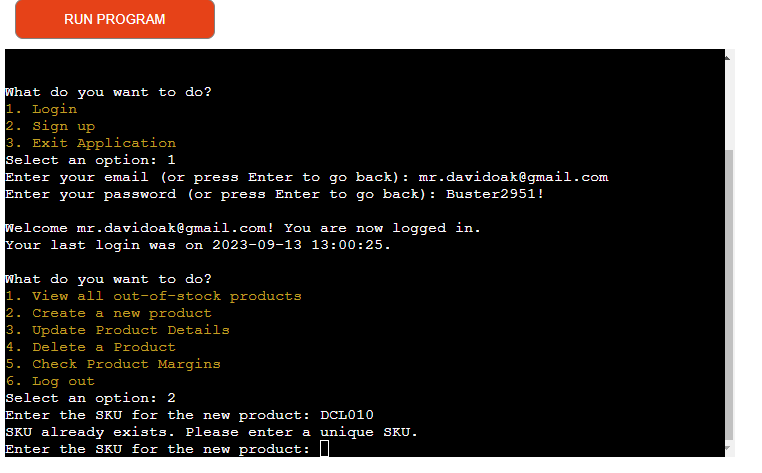 RUN PROGRAM
What do you want to do?
1. Login
2. Sign up
3. Exit Application
Select an option: 1
Enter your email (or press Enter to go back): mr.davidoak@gmail.com
Enter your password (or press Enter to go back): Buster2951!
Welcome mr.davidoak@gmail.com! You are now logged in.
Your last login was on 2023-09-13 13:00:25.
What do you want to do?
1. View all out-of-stock products
2. Create a new product
3. Update Product Details
4. Delete a Product
5. Check Product Margins
6. Log out
Select an option: 2
Enter the SKU for the new product: DCL010
SKU already exists. Please enter a unique SKU.
Enter the SKU for the new product: